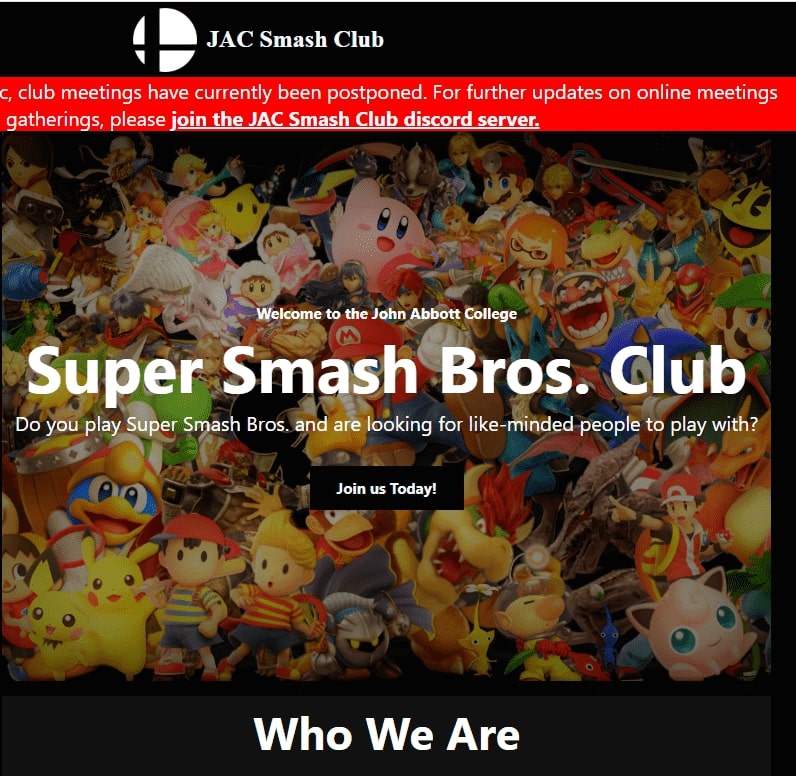 JAC Smash Club
c, club meetings have currently been postponed. For further updates on online meetings
gatherings, please join the JAC Smash Club discord server.
Welcome to the John Abbott College
Super Smash Bros. Club
Do you play Super Smash Bros. and are looking for like-minded people to play with?
Join us Today!
Who We Are